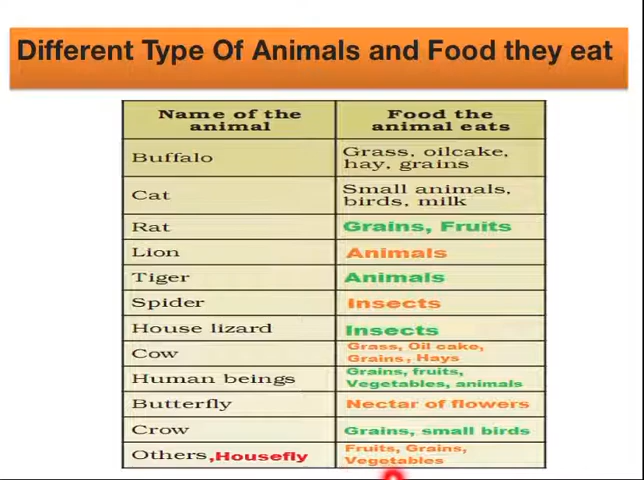 Different Type Of Animals and Food they eat
Name of the
animal
Food the
animal eats
Buffalo
Grass, oilcake,
hay, grains
Cat
Small animals,
birds, milk
Rat
Grains, Fruits
Lion
Animals
Tiger
Animals
Spider
Insects
House lizard
Insects
Cow
Grass, Oil cake,
Grains, Hays
Human beings
Grains, fruits,
Vegetables, animals
Butterfly
Nectar of flowers
Crow
Grains, small birds
Others,Housefly
Fruits, Grains,
Vegetables